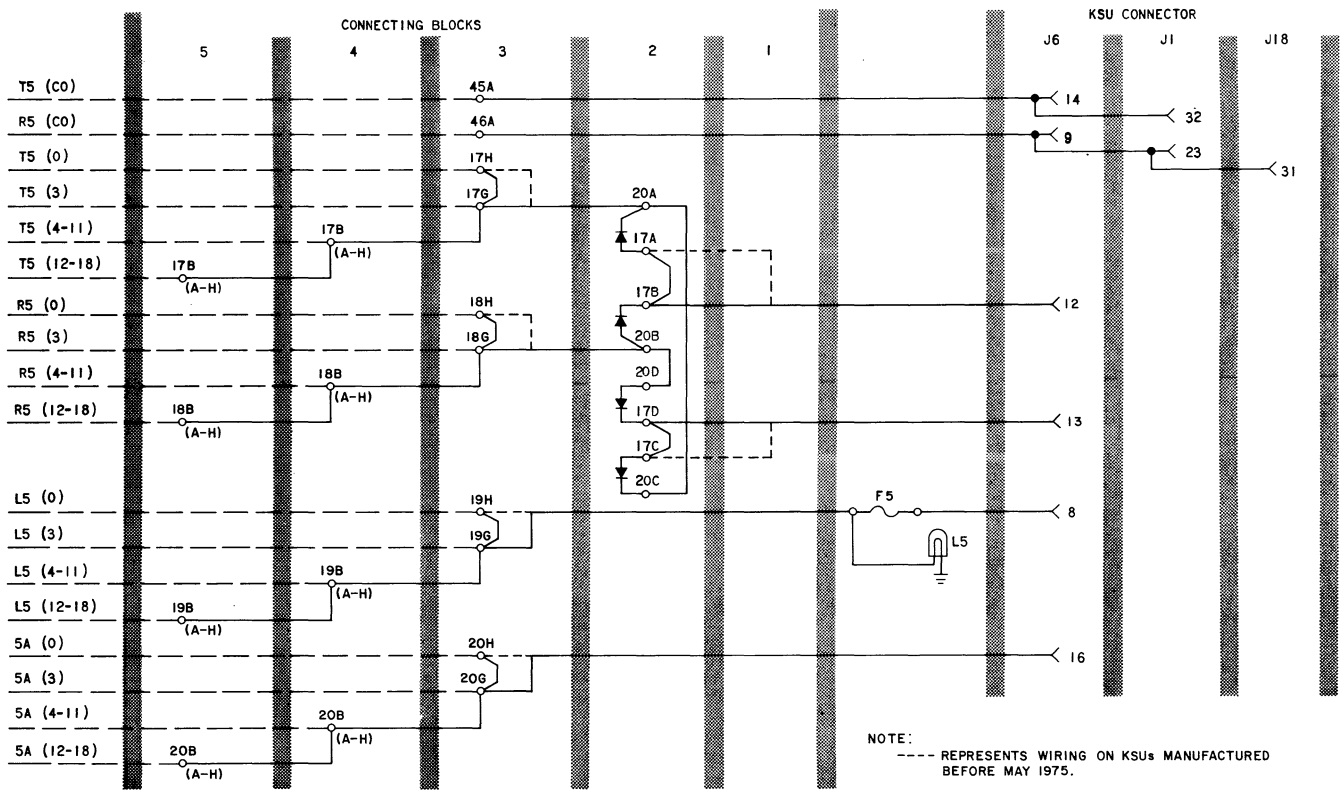 CONNECTING BLOCKS
KSU CONNECTOR
5
4
3
2
1
J6
J1
J18
T5 (CO)
45A
14
32
R5 (CO)
46A
9
23
31
T5 (0)
17H
T5 (3)
17G
20A
T5 (4-11)
17B
(A-H)
17A
T5 (12-18)
17B
(A-H)
R5 (0)
18H
17B
12
R5 (3)
18G
20B
R5 (4-11)
18B
(A-H)
20D
R5 (12-18)
18B
(A-H)
17D
13
17C
20C
L5 (0)
19H
F5
8
L5 (3)
19G
L5
L5 (4-11)
19B
(A-H)
L5 (12-18)
19B
(A-H)
5A (0)
20H
16
5A (3)
20G
5A (4-11)
20B
(A-H)
5A (12-18)
20B
(A-H)
NOTE:
---- REPRESENTS WIRING ON KSUs MANUFACTURED
BEFORE MAY 1975.